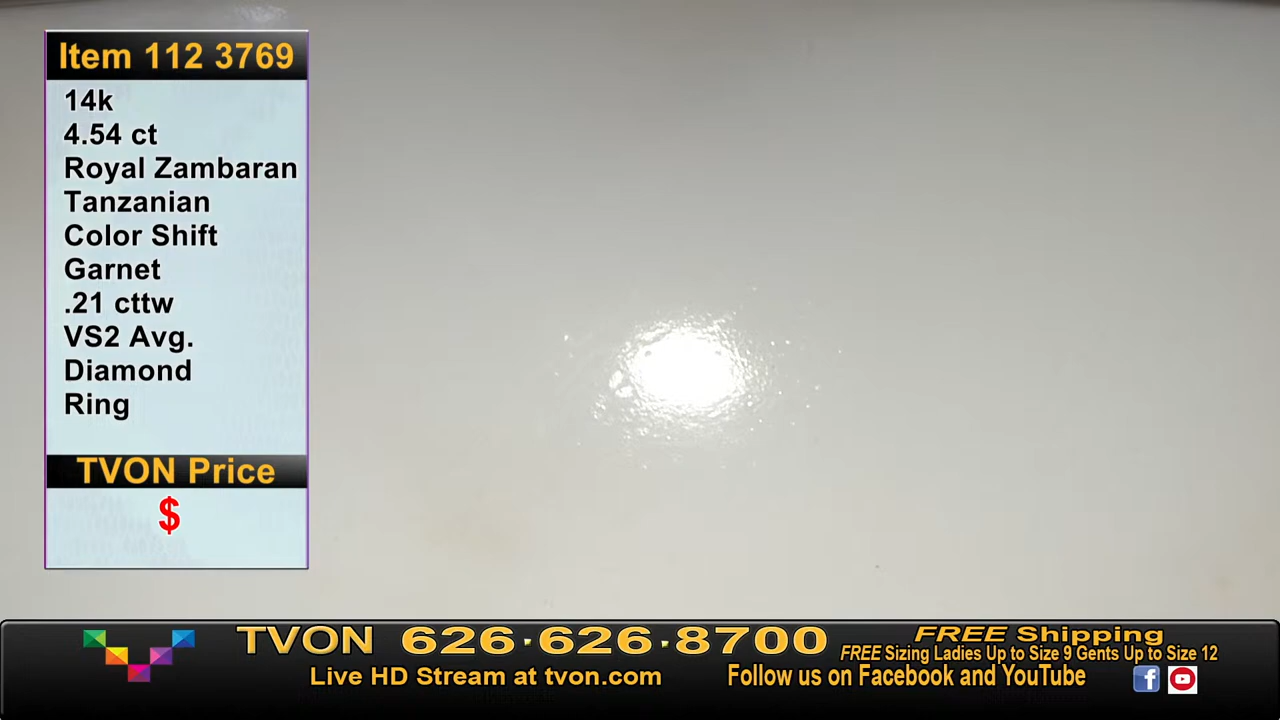 Item 112 3769
14k
4.54 ct
Royal Zambaran
Tanzanian
Color Shift
Garnet
.21 cttw
VS2 Avg.
Diamond
Ring
TVON Price
$
TVON 626·626·8700
Live HD Stream at tvon.com
FREE Shipping
FREE Sizing Ladies Up to Size 9 Gents Up to Size 12
Follow us on Facebook and YouTube